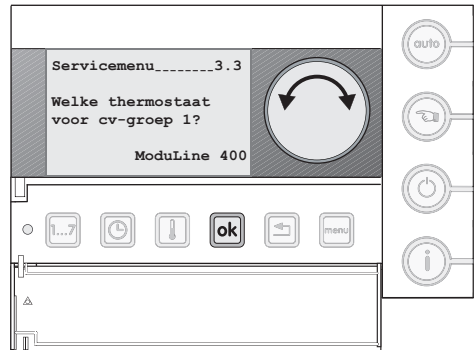 Servicemenu_______3.3
Welke thermostaat
voor cv-groep 1?
ModuLine 400
auto
1...7
ok
menu
i